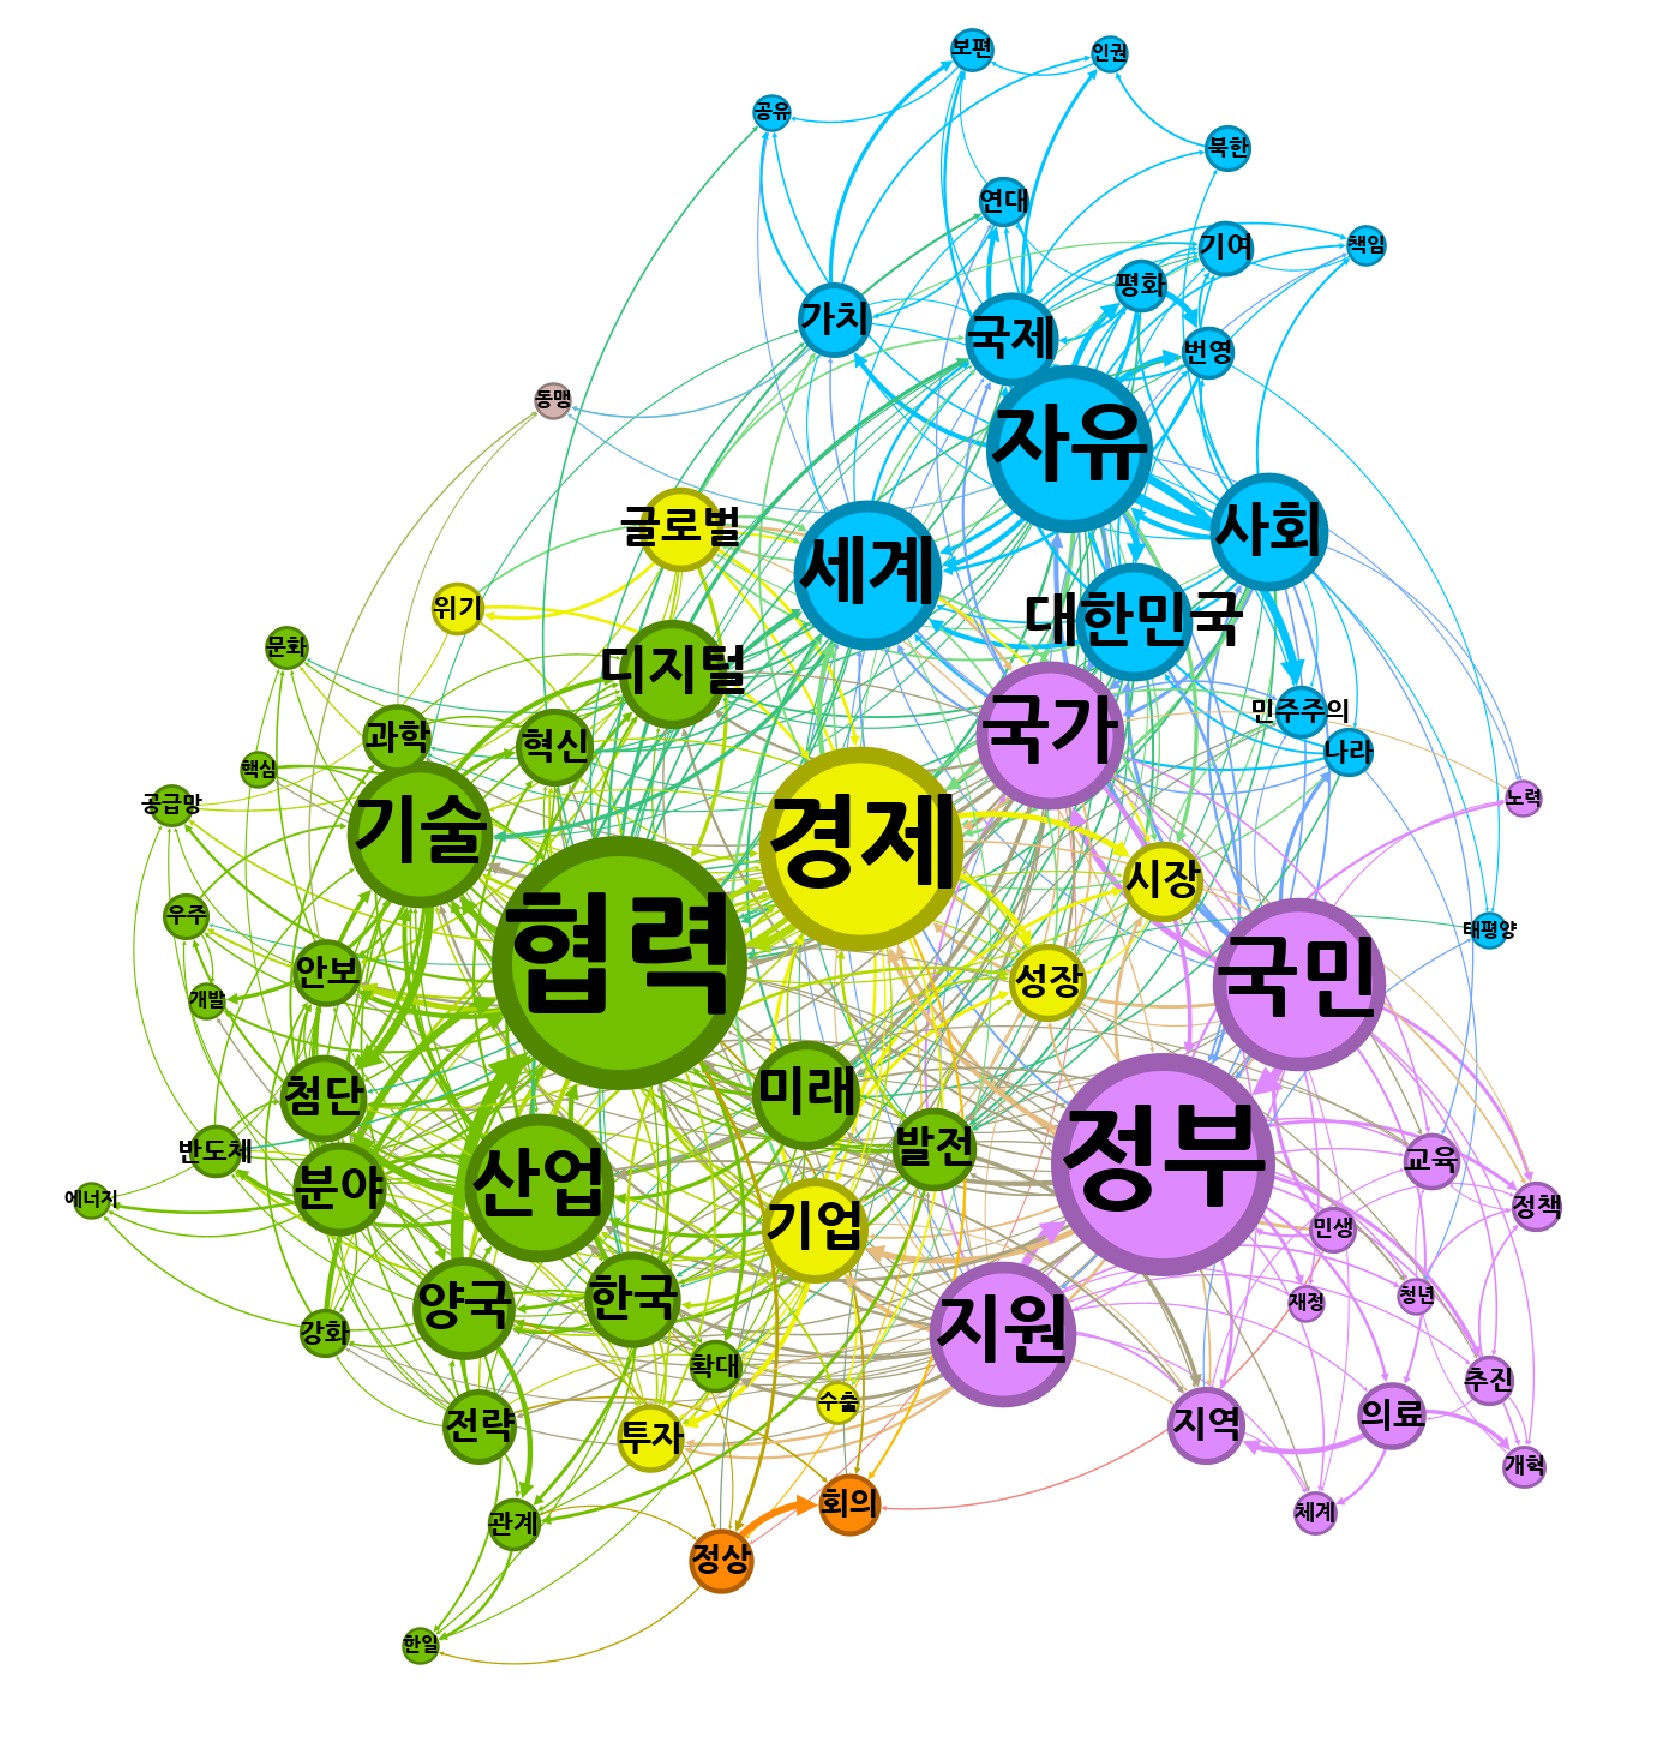 보편
인권
공유
북한
연대
기여
책임
평화
가치
국제
번영
동맹
자유
글로벌
사회
세계
위기
대한민국
문화
디지털
국가
민주주의
과학
혁신
나라
핵심
공급망
노력
기술
경제
시장
우주
태평양
협력
안보
성장
국민
개발
첨단
미래
반도체
발전
정부
교육
에너지
분야
산업
정책
기업
민생
양국
한국
재정
청년
강화
지원
확대
추진
수출
전략
투자
지역
의료
개혁
관계
회의
체계
정상
한일